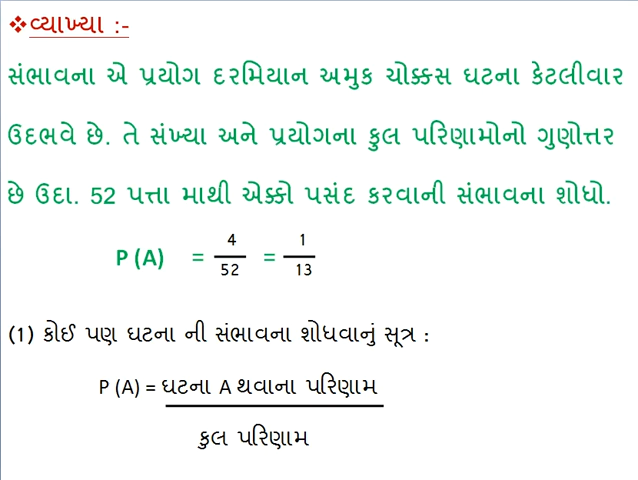 ❖વ્યાખ્યા :-
સંભાવના એ પ્રયોગ દરમિયાન અમુક ચોક્કસ ઘટના કેટલીવાર
ઉદભવે છે. તે સંખ્યા અને પ્રયોગના કુલ પરિણામોનો ગુણોત્તર
છે ઉદા. 52 પત્તા માથી એક્કો પસંદ કરવાની સંભાવના શોધો.
P (A) = 4/52 = 1/13
(1) કોઈ પણ ઘટના ની સંભાવના શોધવાનું સૂત્ર :
P (A) = ઘટના A થવાના પરિણામ
કુલ પરિણામ